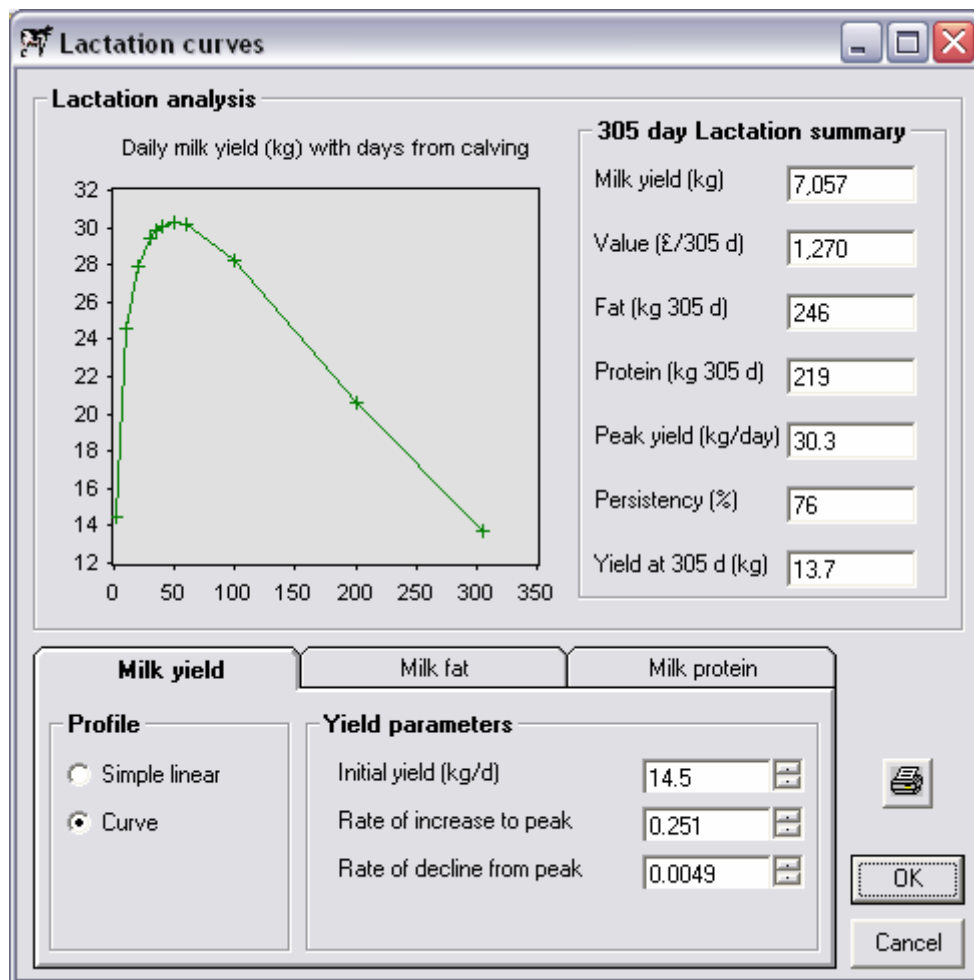 Lactation curves
Lactation analysis
Daily milk yield (kg) with days from calving
32
30
28
26
24
22
20
18
16
14
12
0 50 100 150 200 250 300 350
305 day Lactation summary
Milk yield (kg) 7,057
Value (£/305 d) 1,270
Fat (kg 305 d) 246
Protein (kg 305 d) 219
Peak yield (kg/day) 30.3
Persistency (%) 76
Yield at 305 d (kg) 13.7
Milk yield Milk fat Milk protein
Profile
Simple linear
Curve
Yield parameters
Initial yield (kg/d) 14.5
Rate of increase to peak 0.251
Rate of decline from peak 0.0049
OK
Cancel